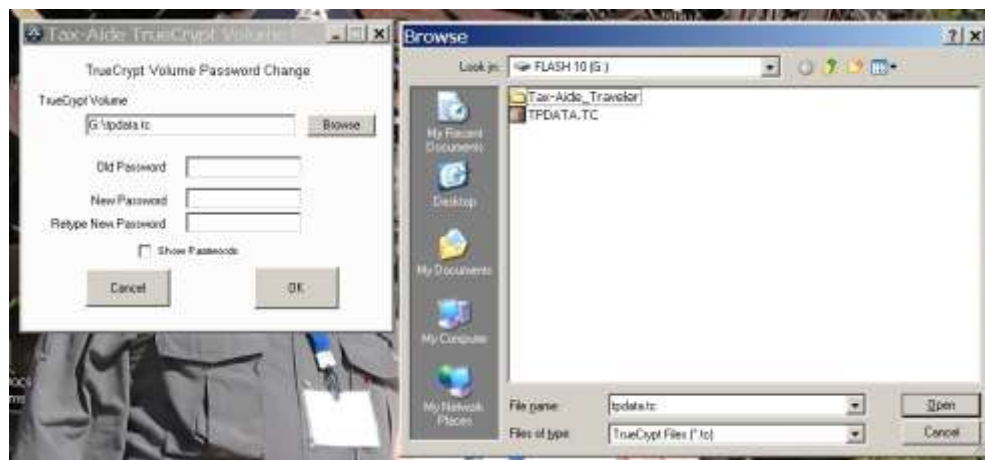 Tax-Aide TrueCrypt Volume
TrueCrypt Volume Password Change
TrueCrypt Volume
G:\tpdata.tc
Browse
Old Password
New Password
Retype New Password
Show Passwords
Cancel
OK
Browse
Look in:
FLASH 10 (G:)
Tax-Aide_Traveler
TPDATA.TC
My Recent
Documents
Desktop
My Documents
My Computer
My Network
Places
File name:
tpdata.tc
Open
Files of type:
TrueCrypt Files (*.tc)
Cancel